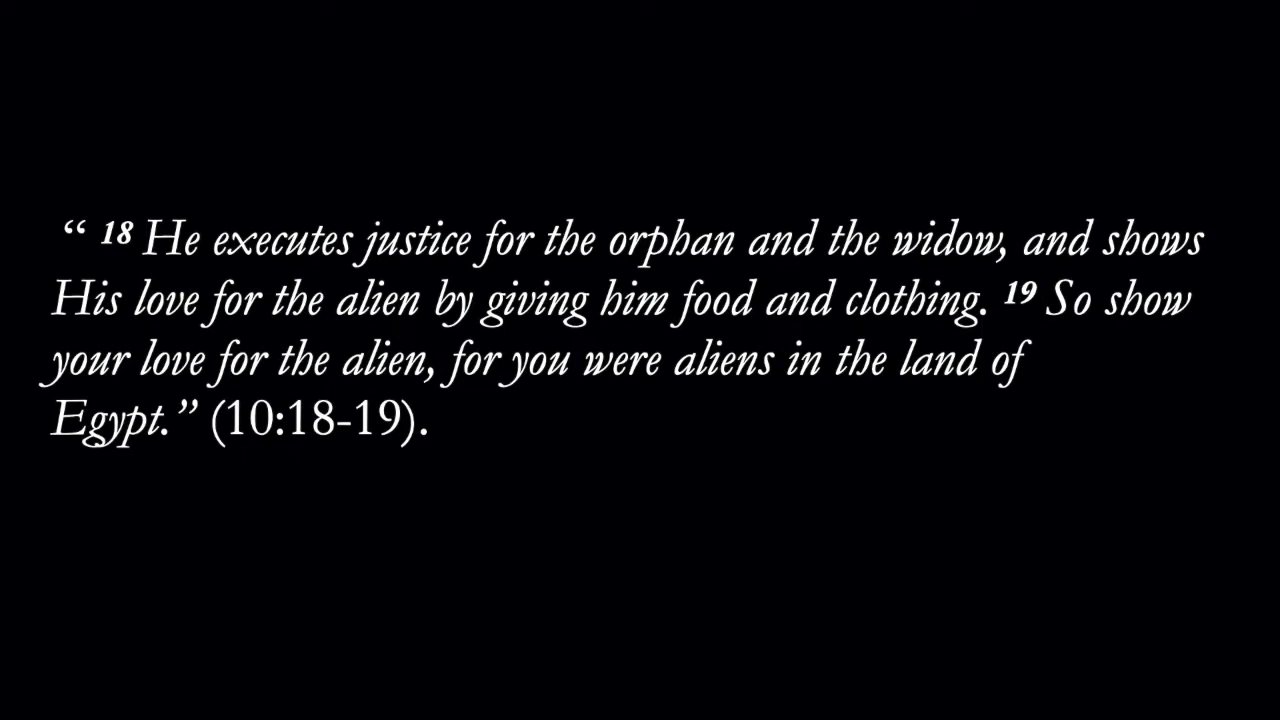 “ 18 He executes justice for the orphan and the widow, and shows
His love for the alien by giving him food and clothing. 19 So show
your love for the alien, for you were aliens in the land of
Egypt.” (10:18-19).